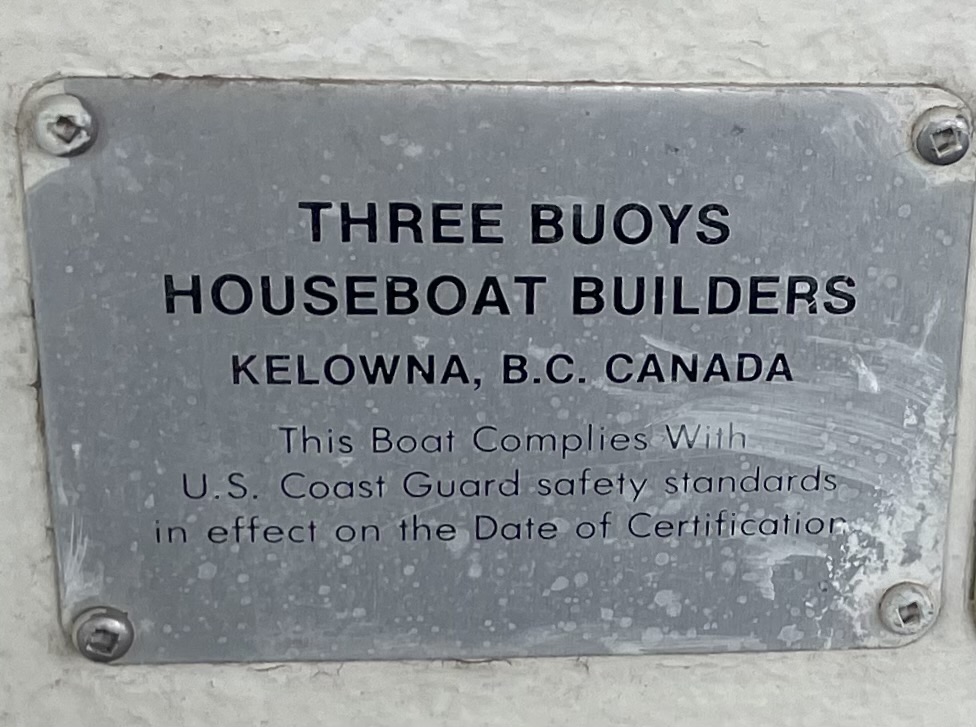 THREE BUOYS
HOUSEBOAT BUILDERS
KELOWNA, B.C. CANADA
This Boat Complies With
U.S. Coast Guard safety standards
in effect on the Date of Certification